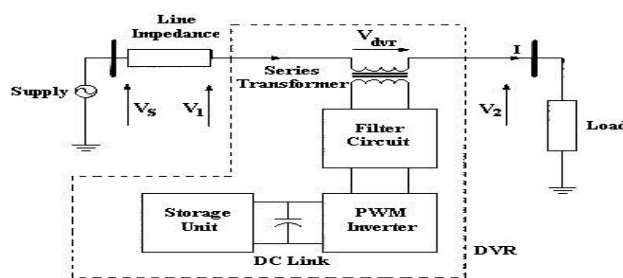 Line
Impedance
Vdvr
I
Series
Transformer
Supply
VS
V1
V2
Load
Filter
Circuit
Storage
Unit
PWM
Inverter
DC Link
DVR